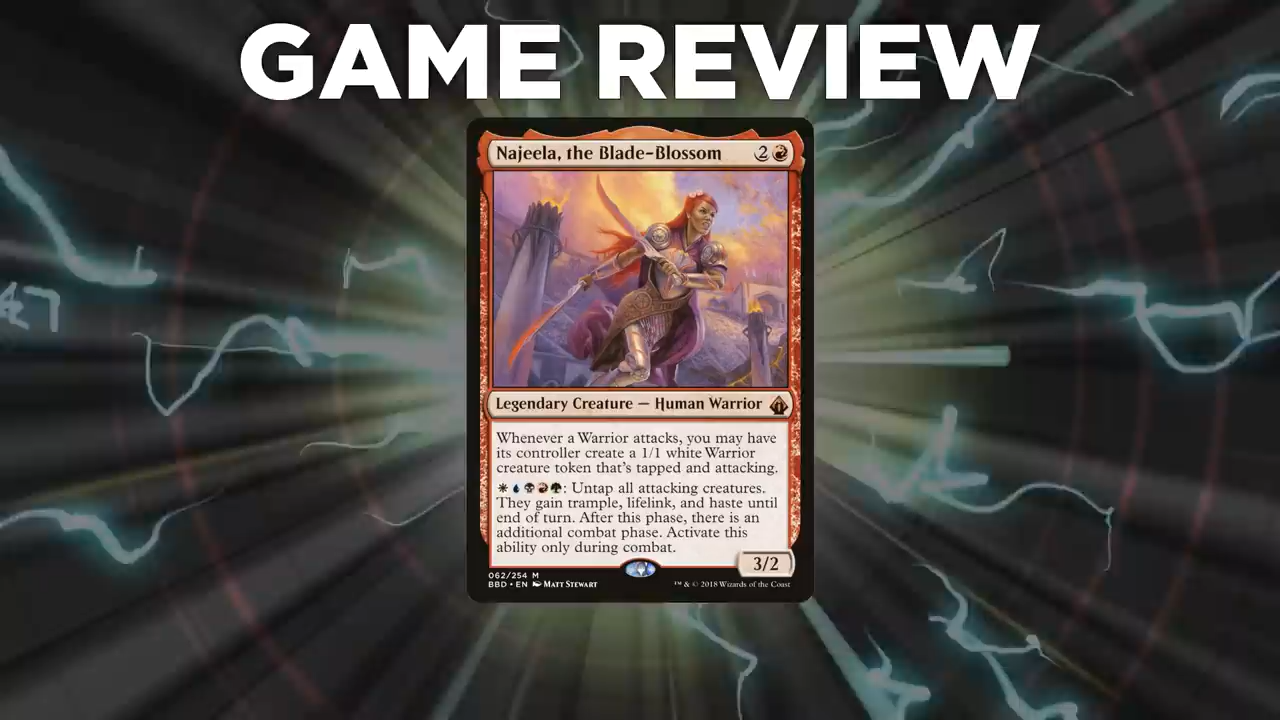 GAME REVIEW
Najeela, the Blade-Blossom 2
Legendary Creature — Human Warrior
Whenever a Warrior attacks, you may have
its controller create a 1/1 white Warrior
creature token that's tapped and attacking.
: Untap all attacking creatures.
They gain trample, lifelink, and haste until
end of turn. After this phase, there is an
additional combat phase. Activate this
ability only during combat.
3/2
062/254 M
BBD • EN Matt Stewart
™ & © 2018 Wizards of the Coast